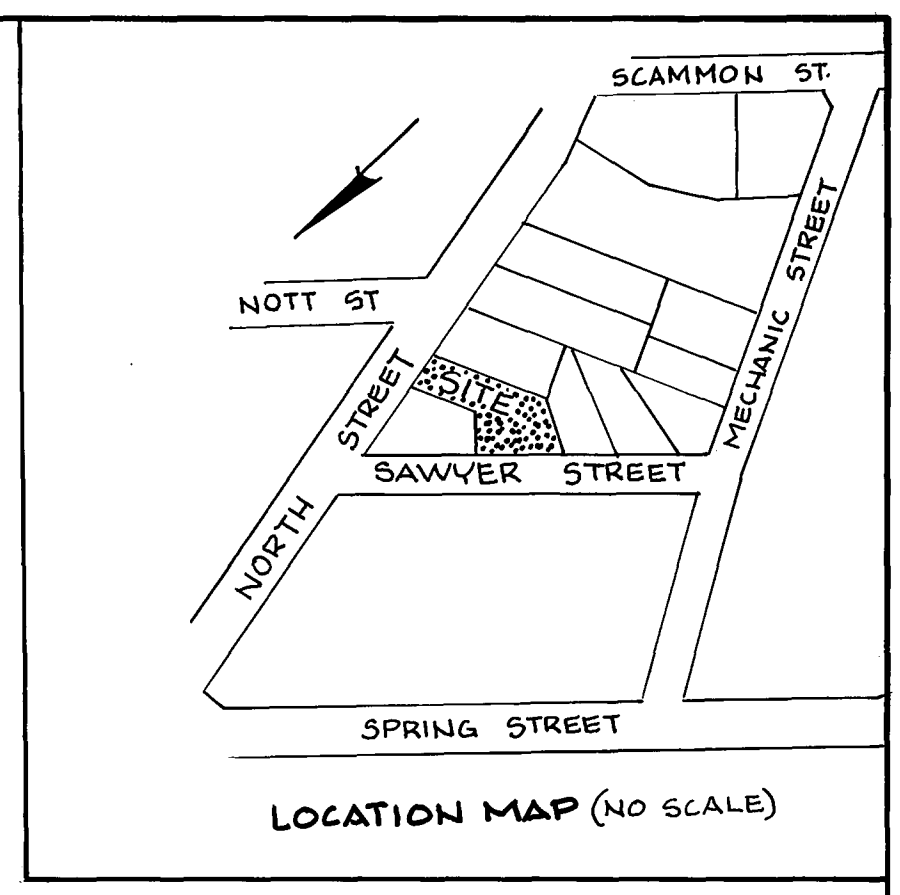 SCAMMON ST.
MECHANIC STREET
NOTT ST
NORTH STREET
SITE
SAWYER STREET
SPRING STREET
LOCATION MAP (NO SCALE)